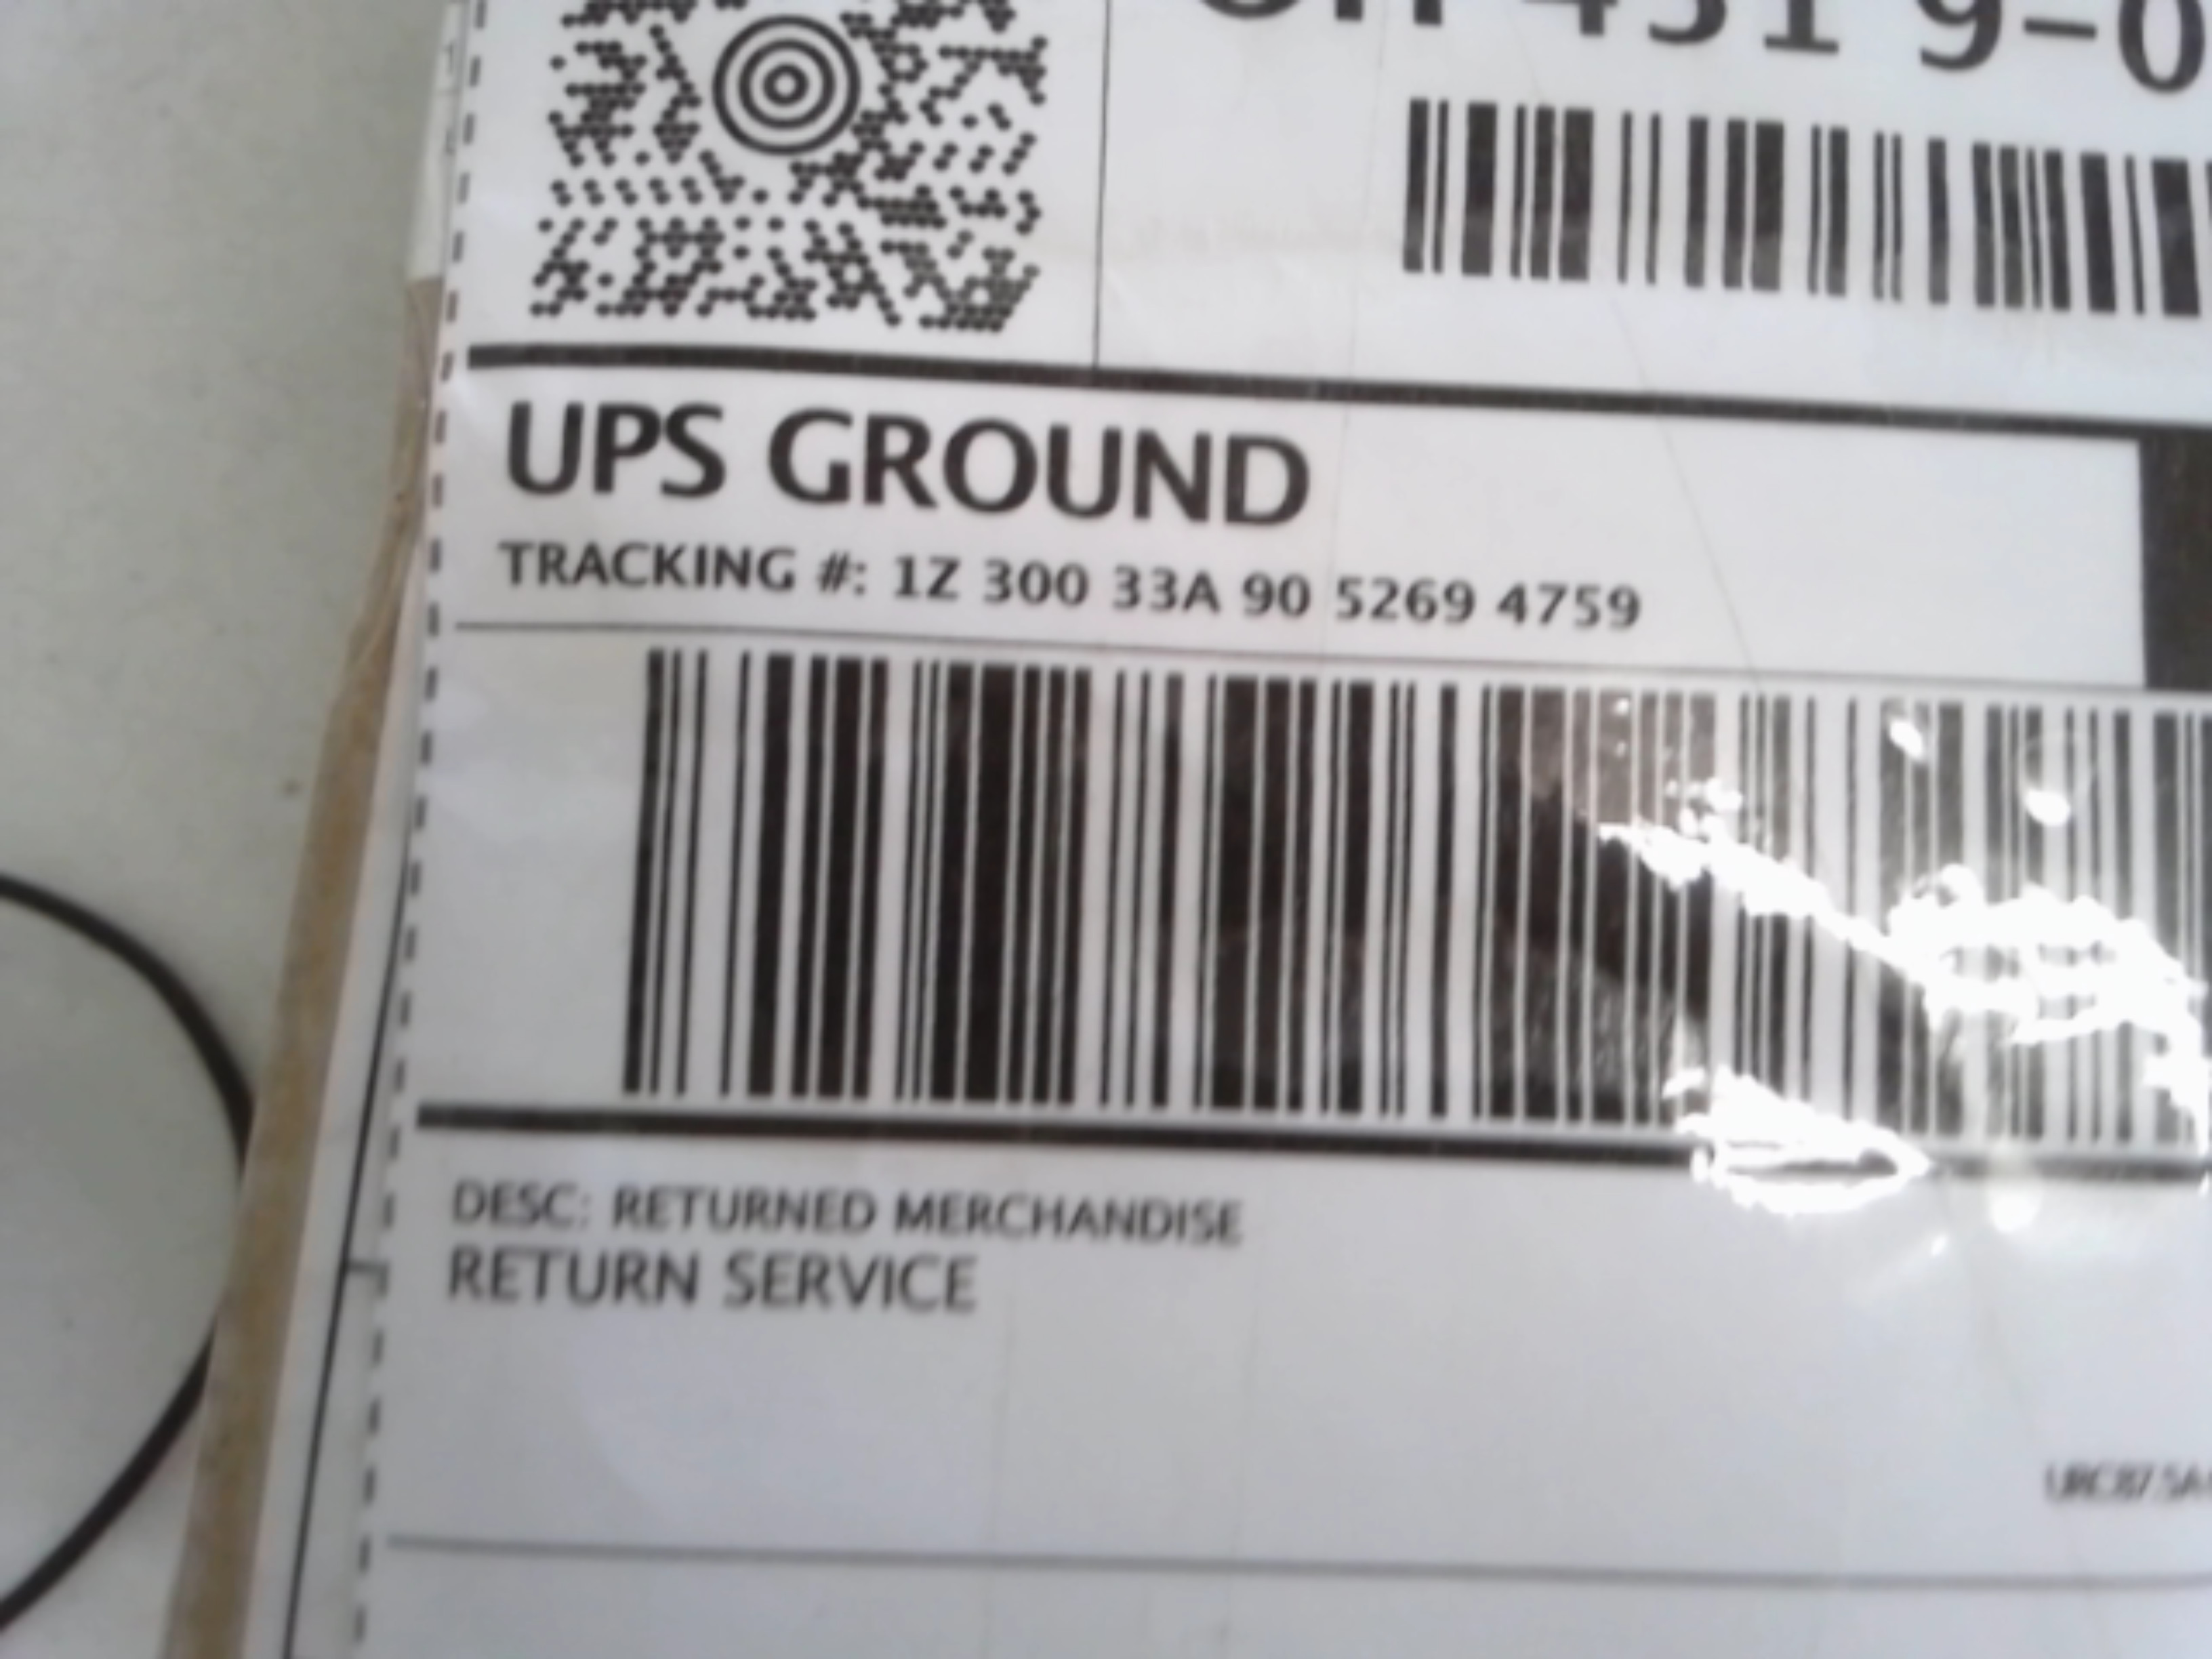 UPS GROUND
TRACKING #: 1Z 300 33A 90 5269 4759
DESC: RETURNED MERCHANDISE
RETURN SERVICE